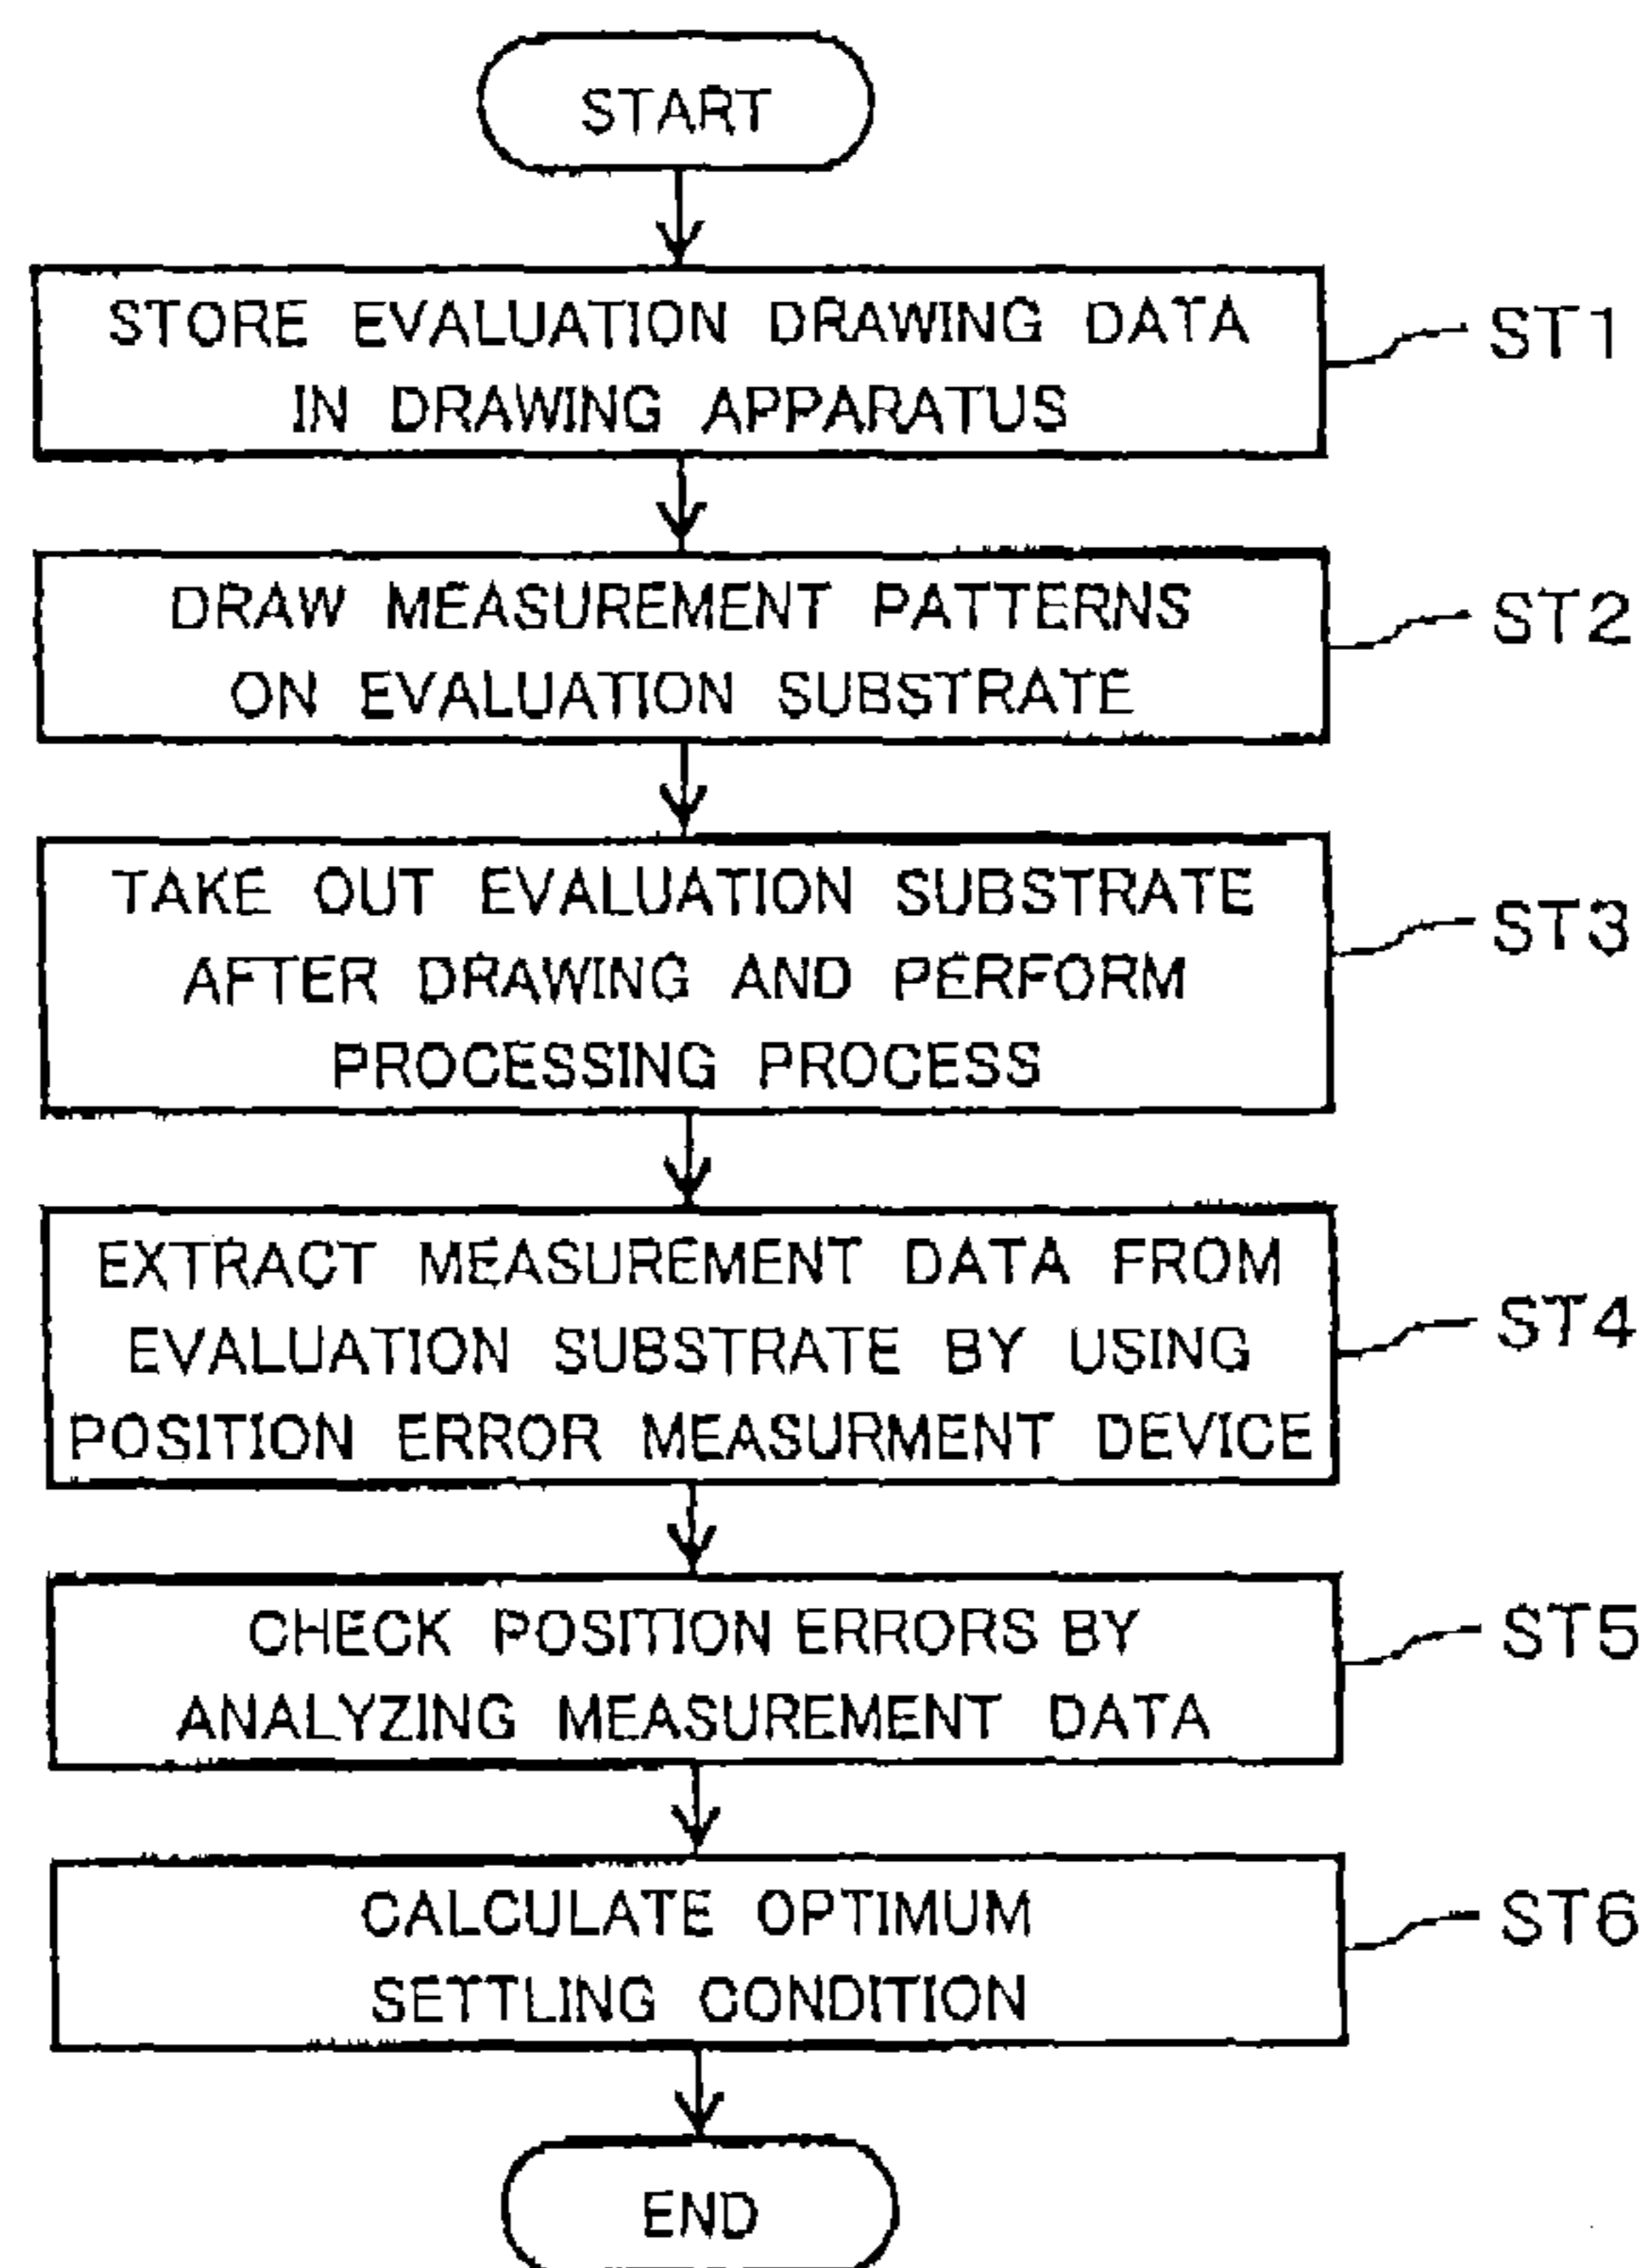 START
STORE EVALUATION DRAWING DATA
IN DRAWING APPARATUS
ST1
DRAW MEASUREMENT PATTERNS
ON EVALUATION SUBSTRATE
ST2
TAKE OUT EVALUATION SUBSTRATE
AFTER DRAWING AND PERFORM
PROCESSING PROCESS
ST3
EXTRACT MEASUREMENT DATA FROM
EVALUATION SUBSTRATE BY USING
POSITION ERROR MEASURMENT DEVICE
ST4
CHECK POSITION ERRORS BY
ANALYZING MEASUREMENT DATA
ST5
CALCULATE OPTIMUM
SETTLING CONDITION
ST6
END